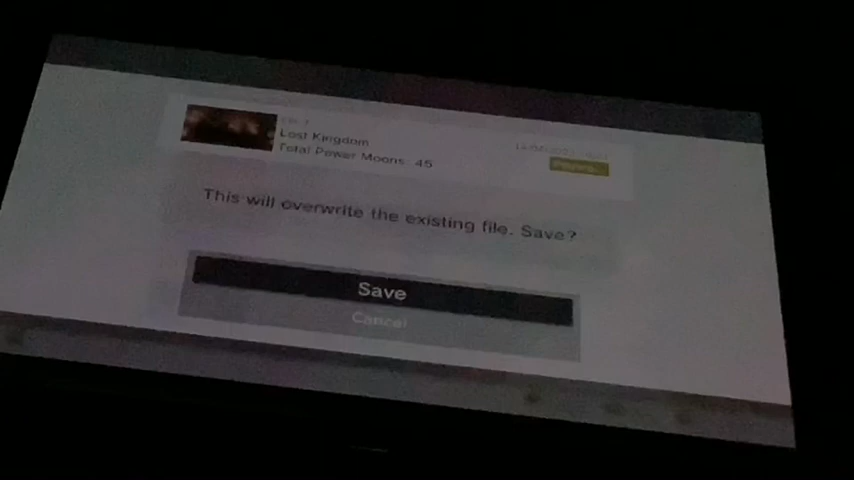 Lost Kingdom
Total Power Moons 45
This will overwrite the existing file. Save?
Save
Cancel